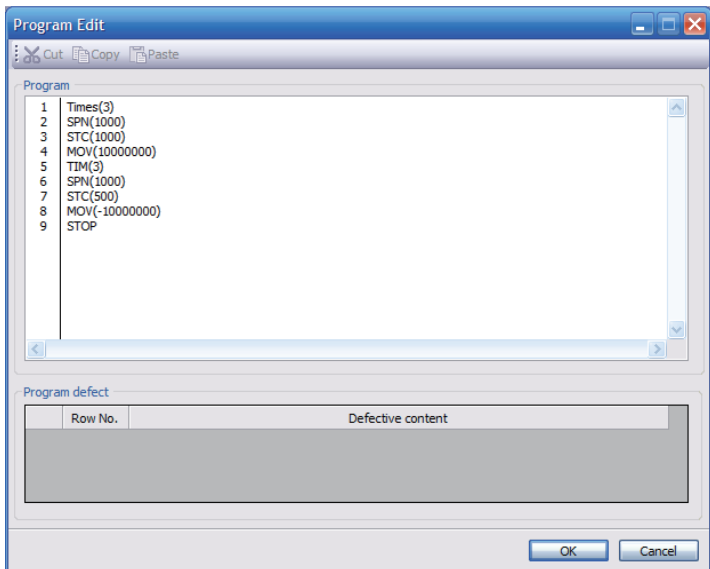 Program Edit
Cut Copy Paste
Program
1 Times(3)
2 SPN(1000)
3 STC(1000)
4 MOV(10000000)
5 TIM(3)
6 SPN(1000)
7 STC(500)
8 MOV(-10000000)
9 STOP
Program defect
Row No. Defective content
OK Cancel